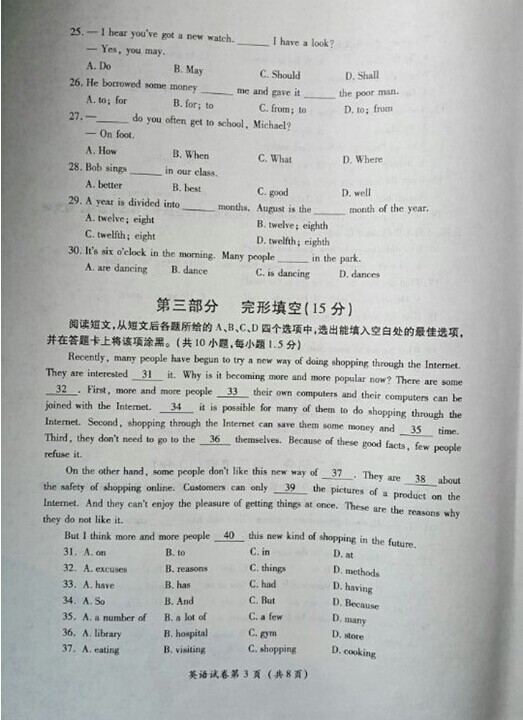 25. — I hear you've got a new watch. ______ I have a look?
— Yes, you may.
A. Do B. May C. Should D. Shall
26. He borrowed some money ______ me and gave it ______ the poor man.
A. to; for B. for; to C. from; to D. to; from
27. —______ do you often get to school, Michael?
— On foot.
A. How B. When C. What D. Where
28. Bob sings ______ in our class.
A. better B. best C. good D. well
29. A year is divided into ______ months, August is the ______ month of the year.
A. twelve; eight B. twelve; eighth
C. twelfth; eight D. twelfth; eighth
30. It's six o'clock in the morning. Many people ______ in the park.
A. are dancing B. dance C. is dancing D. dances
第三部分 完形填空(15分)
阅读短文,从短文后各题所给的A、B、C、D四个选项中,选出能填入空白处的最佳选项,
并在答题卡上将该项涂黑。(共10小题,每小题1.5分)
Recently, many people have begun to try a new way of doing shopping through the Internet.
They are interested 31 it. Why is it becoming more and more popular now? There are some
32 . First, more and more people 33 their own computers and their computers can be
joined with the Internet. 34 it is possible for many of them to do shopping through the
Internet. Second, shopping through the Internet can save them some money and 35 time.
Third, they don't need to go to the 36 themselves. Because of these good facts, few people
refuse it.
On the other hand, some people don't like this new way of 37 . They are 38 about
the safety of shopping online. Customers can only 39 the pictures of a product on the
Internet. And they can't enjoy the pleasure of getting things at once. These are the reasons why
they do not like it.
But I think more and more people 40 this new kind of shopping in the future.
31. A. on B. to C. in D. at
32. A. excuses B. reasons C. things D. methods
33. A. have B. has C. had D. having
34. A. So B. And C. But D. Because
35. A. a number of B. a lot of C. a few D. many
36. A. library B. hospital C. gym D. store
37. A. eating B. visiting C. shopping D. cooking
英语试卷第3页(共8页)